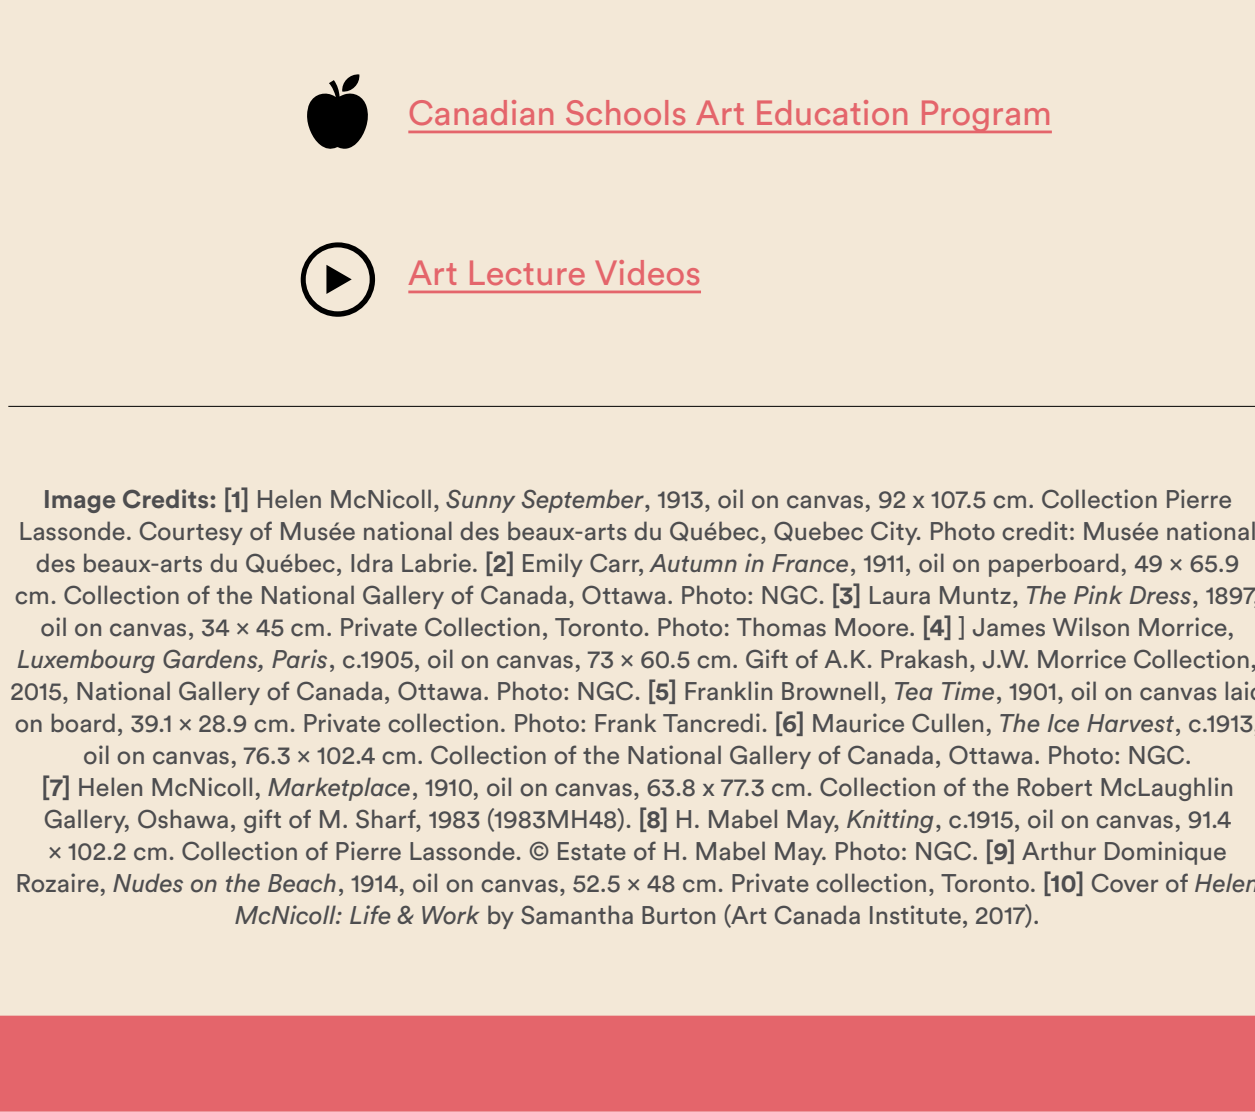 Canadian Schools Art Education Program
Art Lecture Videos
Image Credits: [1] Helen McNicoll, Sunny September, 1913, oil on canvas, 92 x 107.5 cm. Collection Pierre
Lassonde. Courtesy of Musée national des beaux-arts du Québec, Quebec City. Photo credit: Musée national
des beaux-arts du Québec, Idra Labrie. [2] Emily Carr, Autumn in France, 1911, oil on paperboard, 49 × 65.9
cm. Collection of the National Gallery of Canada, Ottawa. Photo: NGC. [3] Laura Muntz, The Pink Dress, 1897,
oil on canvas, 34 × 45 cm. Private Collection, Toronto. Photo: Thomas Moore. [4] ] James Wilson Morrice,
Luxembourg Gardens, Paris, c.1905, oil on canvas, 73 × 60.5 cm. Gift of A.K. Prakash, J.W. Morrice Collection,
2015, National Gallery of Canada, Ottawa. Photo: NGC. [5] Franklin Brownell, Tea Time, 1901, oil on canvas laid
on board, 39.1 × 28.9 cm. Private collection. Photo: Frank Tancredi. [6] Maurice Cullen, The Ice Harvest, c.1913,
oil on canvas, 76.3 × 102.4 cm. Collection of the National Gallery of Canada, Ottawa. Photo: NGC.
[7] Helen McNicoll, Marketplace, 1910, oil on canvas, 63.8 x 77.3 cm. Collection of the Robert McLaughlin
Gallery, Oshawa, gift of M. Sharf, 1983 (1983MH48). [8] H. Mabel May, Knitting, c.1915, oil on canvas, 91.4
× 102.2 cm. Collection of Pierre Lassonde. © Estate of H. Mabel May. Photo: NGC. [9] Arthur Dominique
Rozaire, Nudes on the Beach, 1914, oil on canvas, 52.5 × 48 cm. Private collection, Toronto. [10] Cover of Helen
McNicoll: Life & Work by Samantha Burton (Art Canada Institute, 2017).